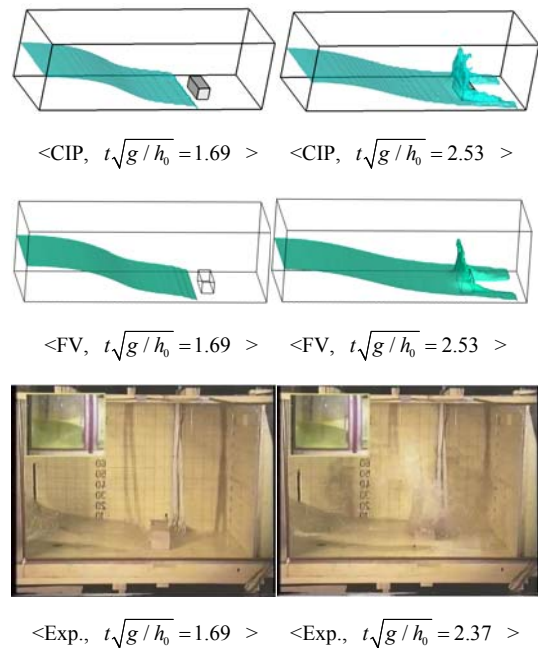 <CIP, t√g / h₀ = 1.69 > <CIP, t√g / h₀ = 2.53 >
<FV, t√g / h₀ = 1.69 > <FV, t√g / h₀ = 2.53 >
<Exp., t√g / h₀ = 1.69 > <Exp., t√g / h₀ = 2.37 >